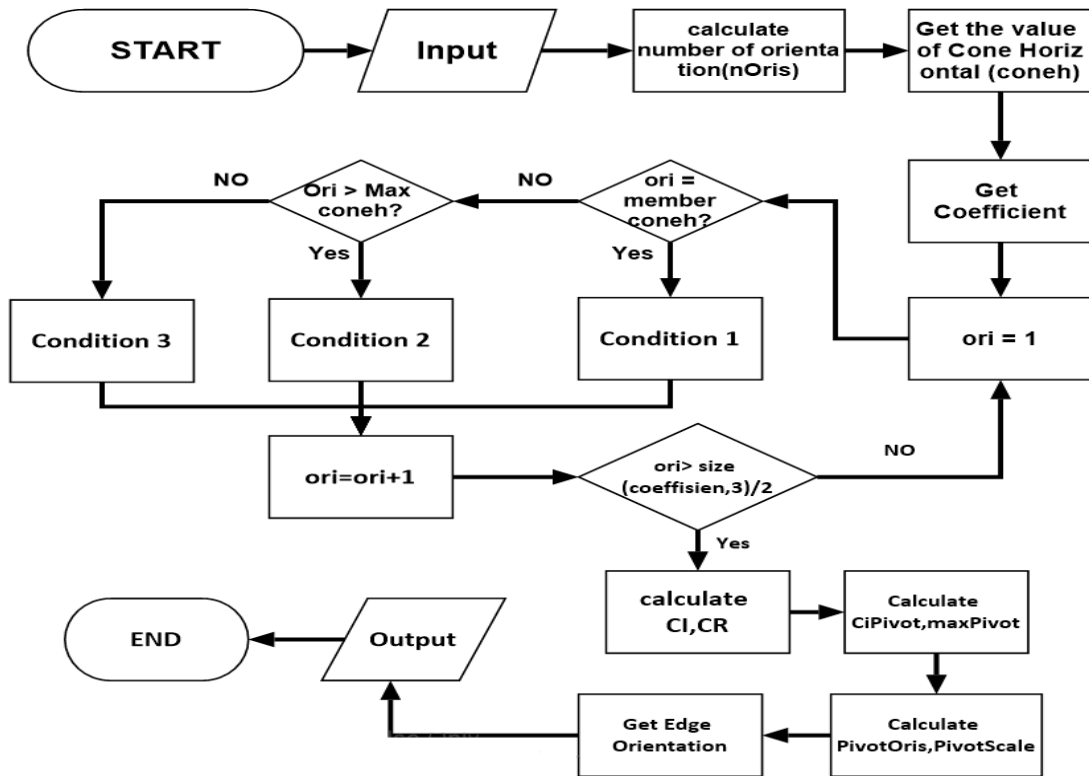 START
Input
calculate
number of orienta
tion(nOris)
Get the value
of Cone Horiz
ontal (coneh)
Get
Coefficient
ori = 1
ori =
member
coneh?
NO
Yes
Ori > Max
coneh?
NO
Yes
Condition 3
Condition 2
Condition 1
ori=ori+1
ori> size
(coeffisien,3)/2
NO
Yes
calculate
CI,CR
Calculate
CiPivot,maxPivot
Calculate
PivotOris,PivotScale
Get Edge
Orientation
Output
END